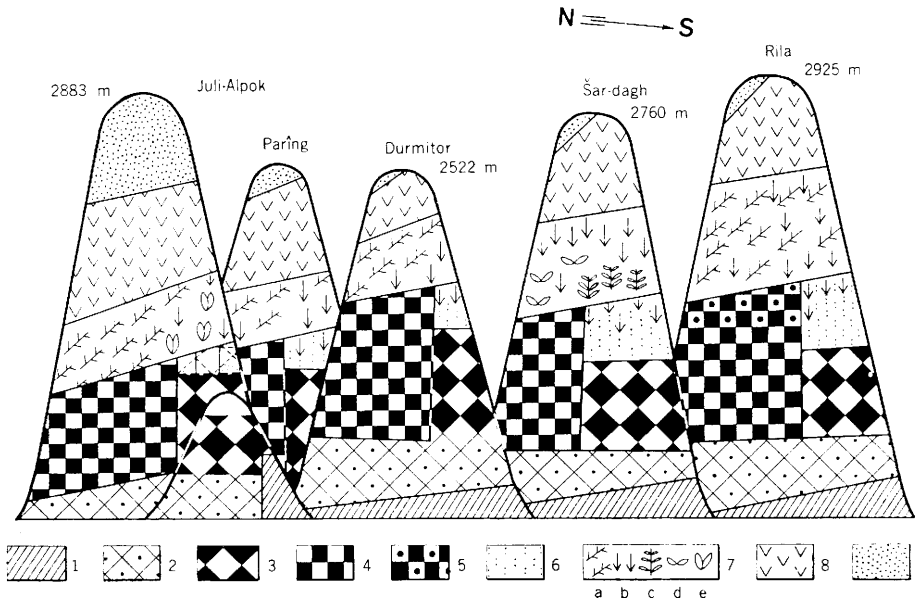 N S
Rila
2925 m
2883 m
Juli-Alpok
Šar-dagh
2760 m
Parîng
Durmitor
2522 m
1 2 3 4 5 6 7 8
a b c d e